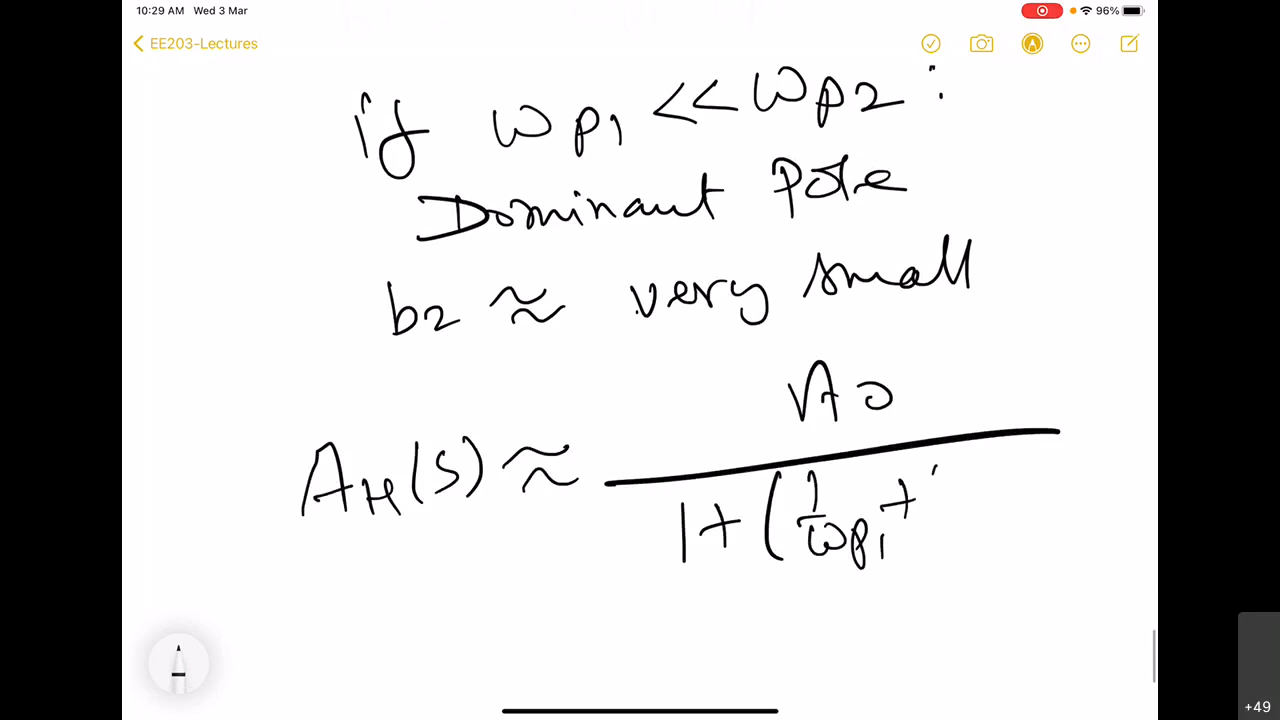 10:29 AM Wed 3 Mar
96%
EE203-Lectures
if ωp1 << ωp2 :
Dominant pole
b2 ≈ very small
A0
AH(s) ≈
1+(1/ωp1 +
+49